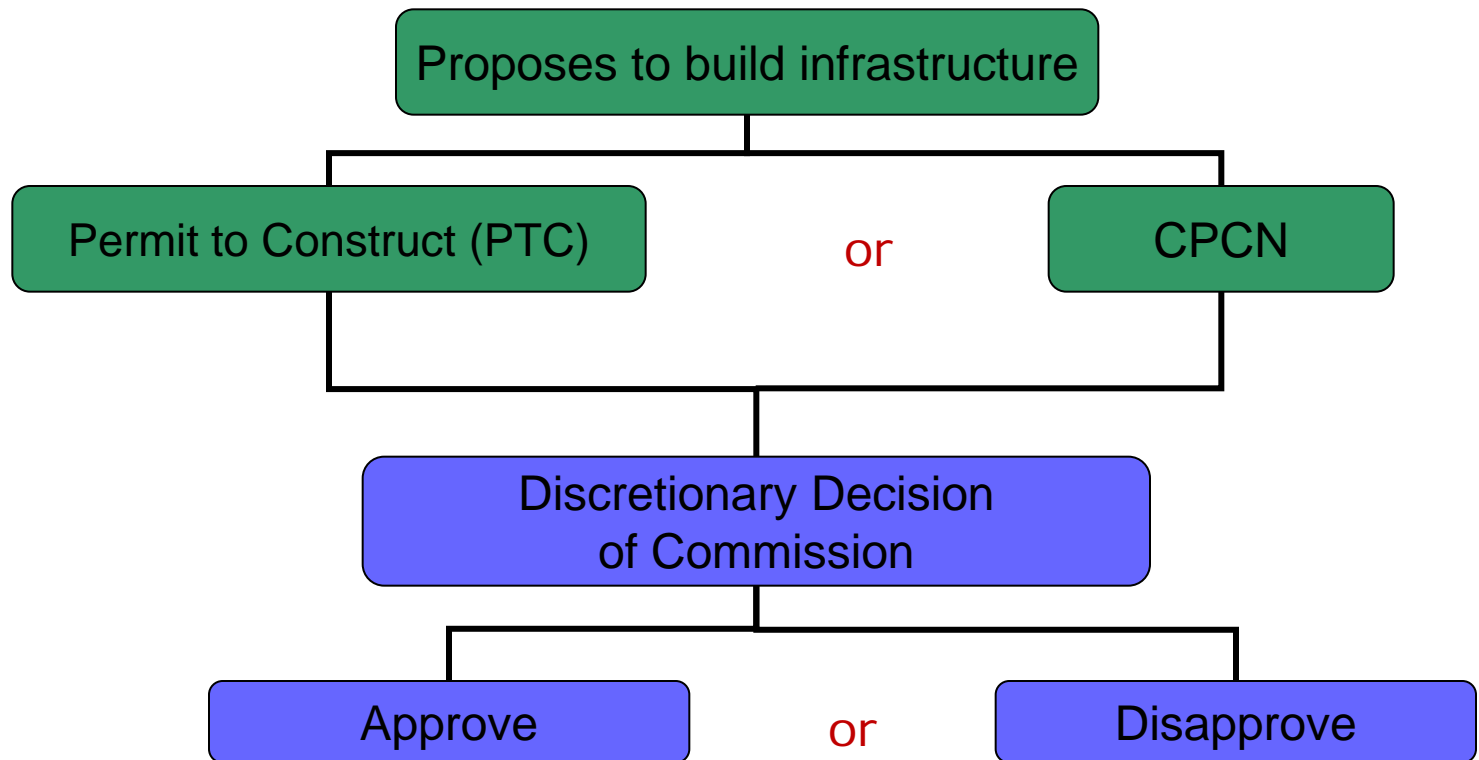 Proposes to build infrastructure
Permit to Construct (PTC)
or
CPCN
Discretionary Decision
of Commission
Approve
or
Disapprove